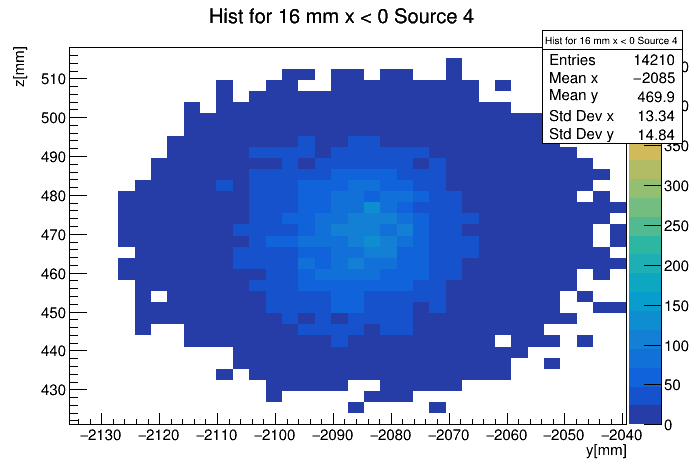 Hist for 16 mm x < 0 Source 4
z[mm]
Hist for 16 mm x < 0 Source 4
Entries 14210
Mean x −2085
Mean y 469.9
Std Dev x 13.34
Std Dev y 14.84
510
500
490
480
470
460
450
440
430
0
0
350
300
250
200
150
100
50
0
−2130 −2120 −2110 −2100 −2090 −2080 −2070 −2060 −2050 −2040
y[mm]